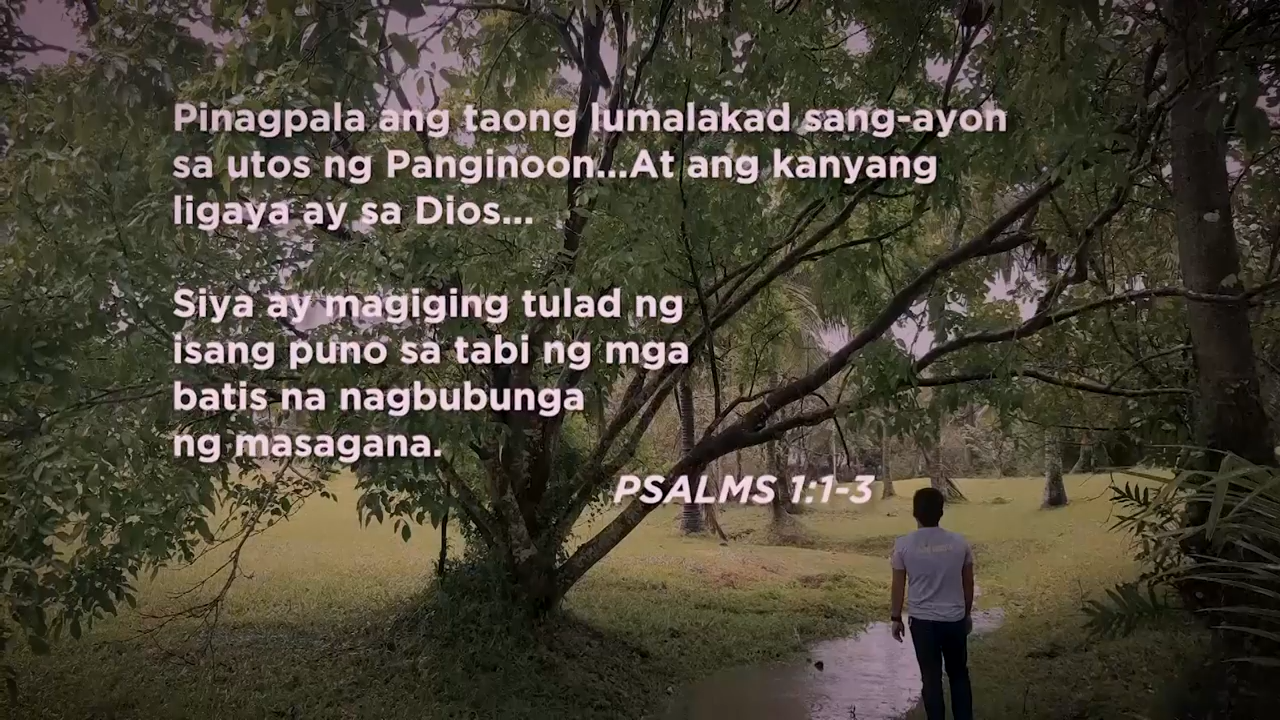 Pinagpala ang taong lumalakad sang-ayon
sa utos ng Panginoon...At ang kanyang
ligaya ay sa Dios...
Siya ay magiging tulad ng
isang puno sa tabi ng mga
batis na nagbubunga
ng masagana.
PSALMS 1:1-3